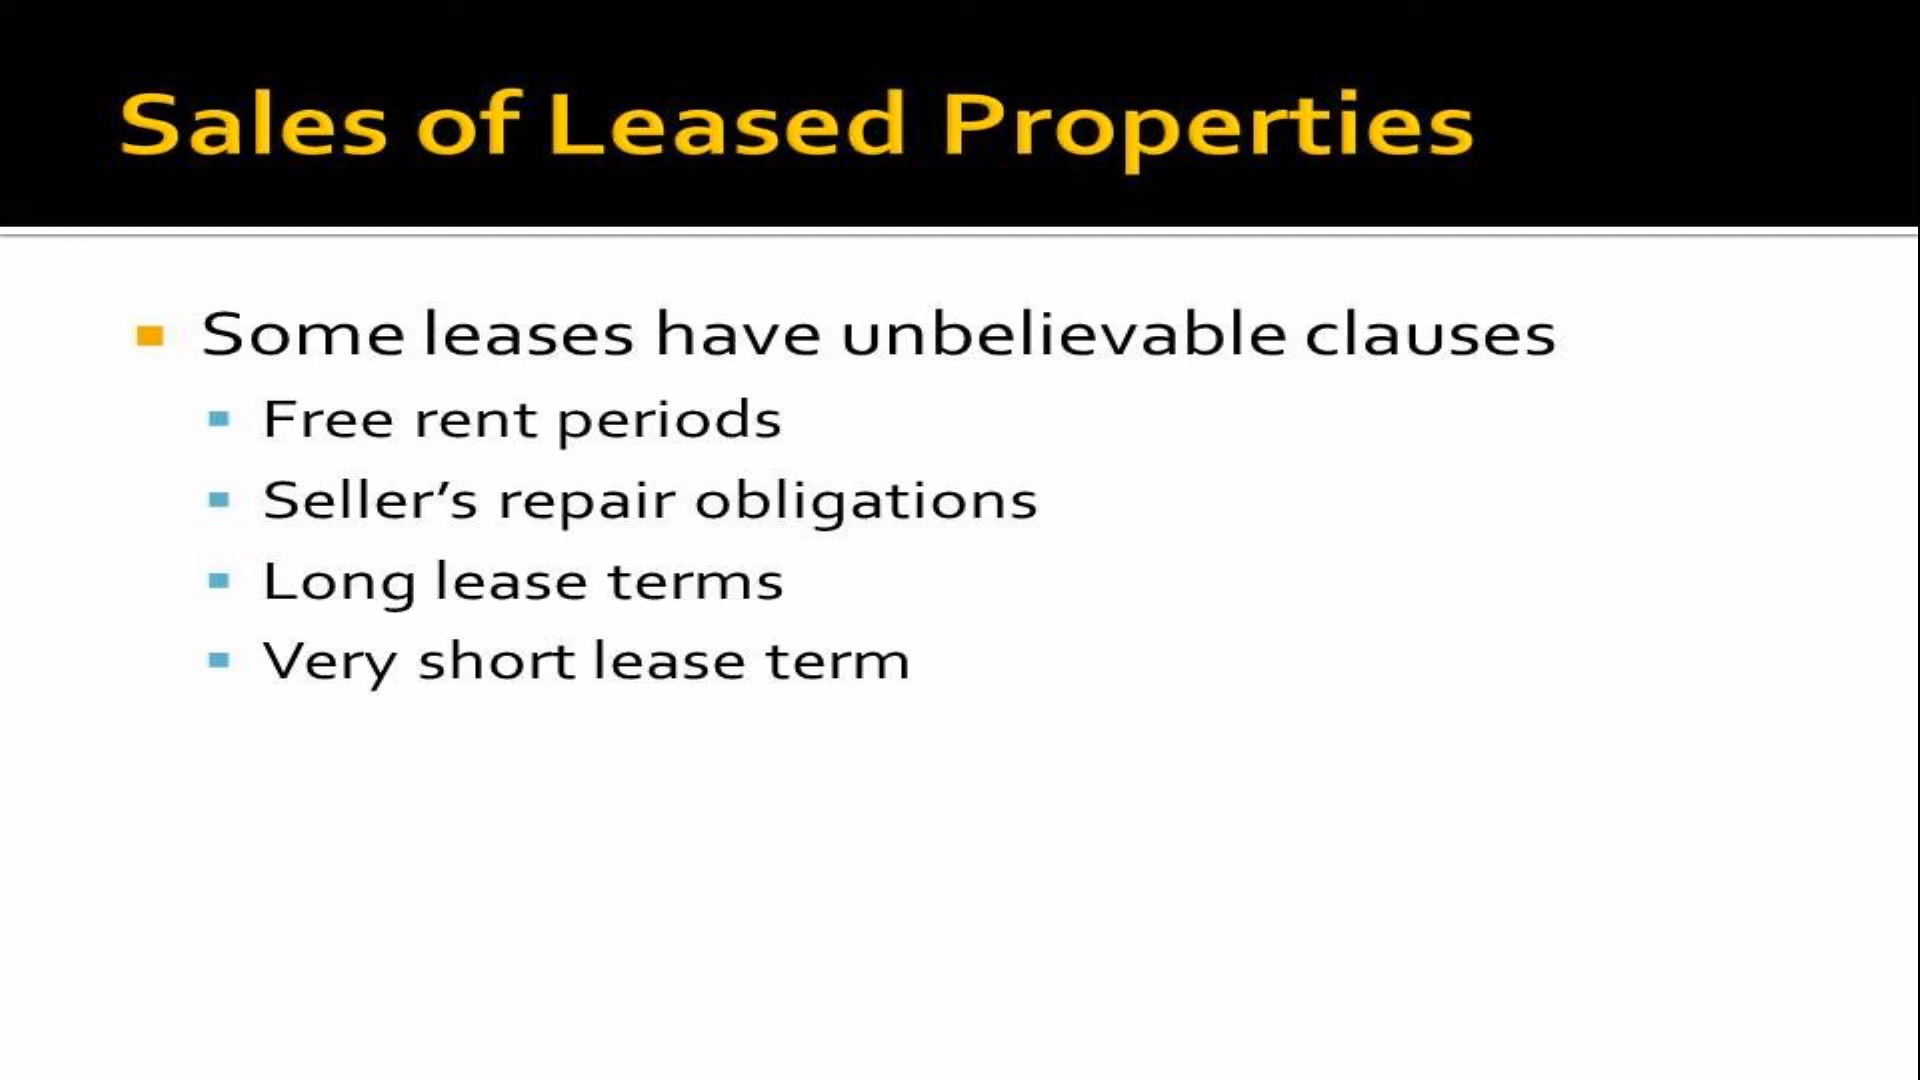 Sales of Leased Properties
Some leases have unbelievable clauses
Free rent periods
Seller’s repair obligations
Long lease terms
Very short lease term